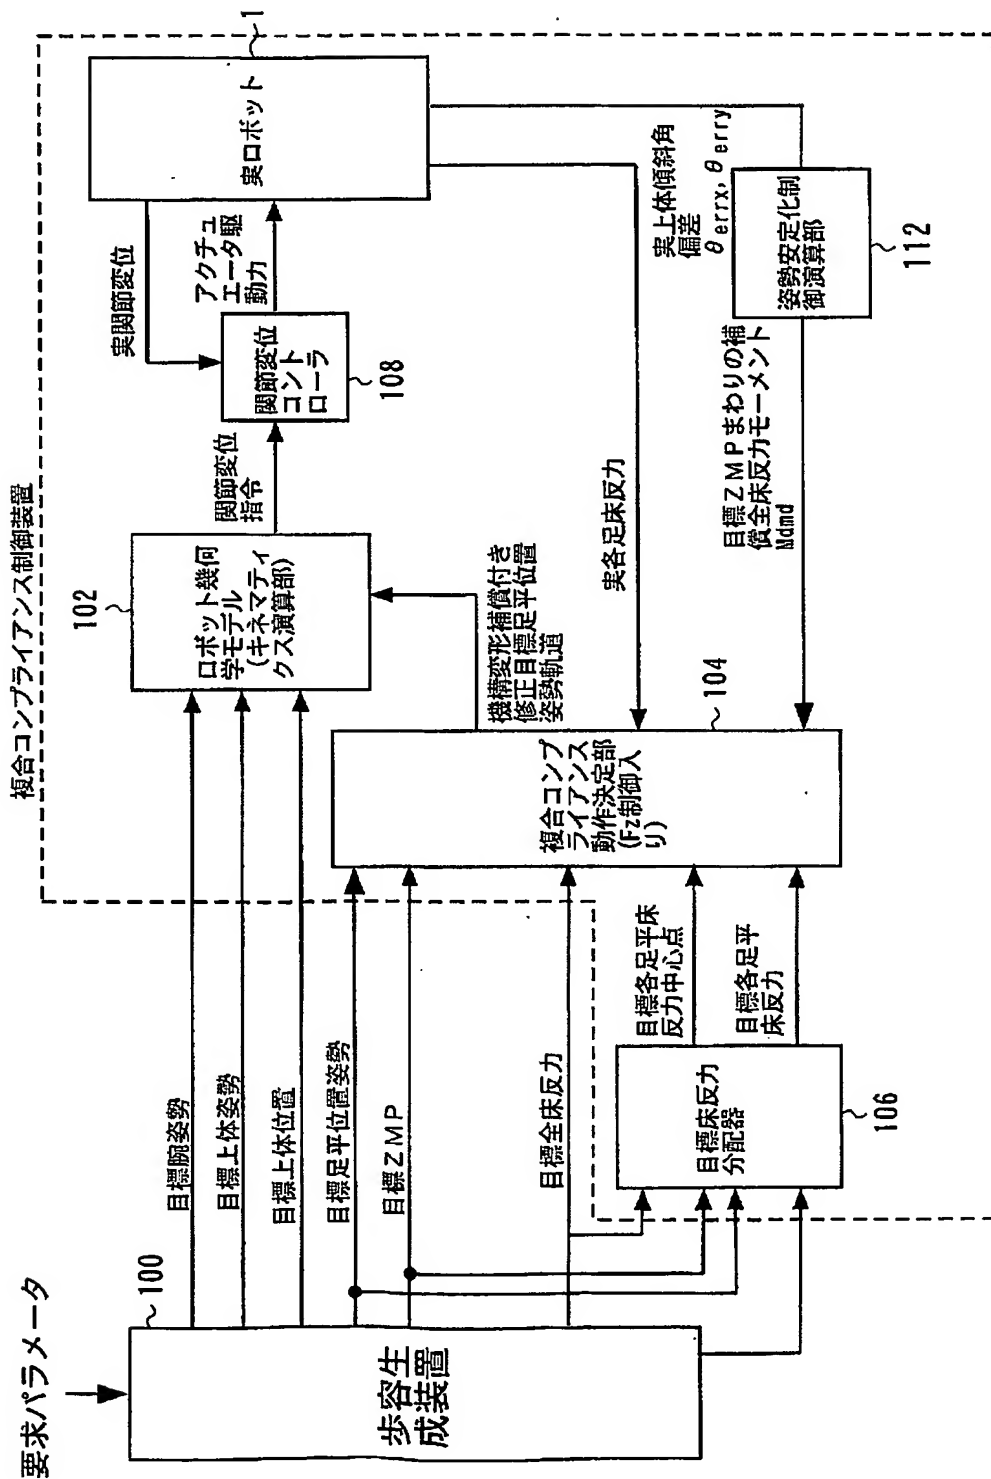 要求パラメータ
100
歩容生
成装置
目標腕姿勢
目標上体姿勢
目標上体位置
目標足平位置姿勢
目標ZMP
目標全床反力
目標床反力
分配器
106
目標各足平床
反力中心点
目標各足平
床反力
複合コンプライアンス制御装置
102
ロボット幾何
学モデル
(キネマティ
クス演算部)
複合コンプ
ライアンス
動作決定部
(Fz制御入
り)
104
機構変形補償付き
修正目標足平位置
姿勢軌道
関節変位
指令
関節変位
コント
ローラ
108
実関節変位
アクチュ
エータ駆
動力
実ロボット
1
実各足床反力
実上体傾斜角
偏差
θerrx, θerry
姿勢安定化制
御演算部
112
目標ZMPまわりの補
償全床反力モーメント
Mdmd